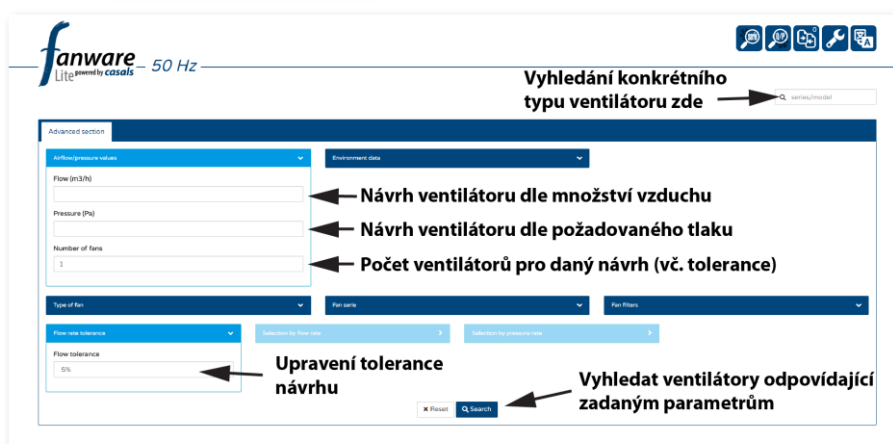 fanware
Lite powered by casals
50 Hz
Vyhledání konkrétního
typu ventilátoru zde
series/model
Advanced section
Airflow/pressure values
Environment data
Flow (m3/h)
Návrh ventilátoru dle množství vzduchu
Pressure (Pa)
Návrh ventilátoru dle požadovaného tlaku
Number of fans
1
Počet ventilátorů pro daný návrh (vč. tolerance)
Type of fan
Fan serie
Fan filters
Flow rate tolerance
Selection by flow rate
Selection by pressure rate
Flow tolerance
5%
Upravení tolerance
návrhu
Vyhledat ventilátory odpovídající
zadaným parametrům
Reset
Search